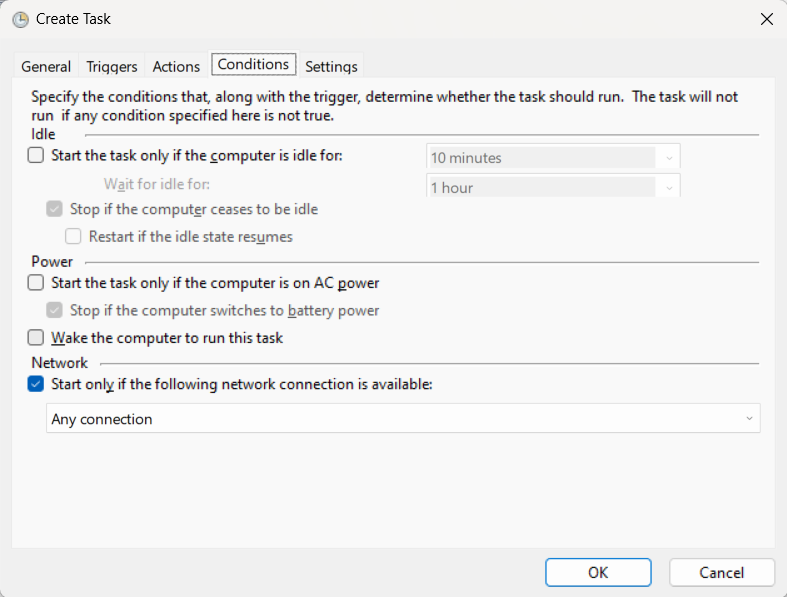 Create Task
General Triggers Actions Conditions Settings
Specify the conditions that, along with the trigger, determine whether the task should run. The task will not
run if any condition specified here is not true.
Idle
Start the task only if the computer is idle for: 10 minutes
Wait for idle for: 1 hour
Stop if the computer ceases to be idle
Restart if the idle state resumes
Power
Start the task only if the computer is on AC power
Stop if the computer switches to battery power
Wake the computer to run this task
Network
Start only if the following network connection is available:
Any connection
OK Cancel